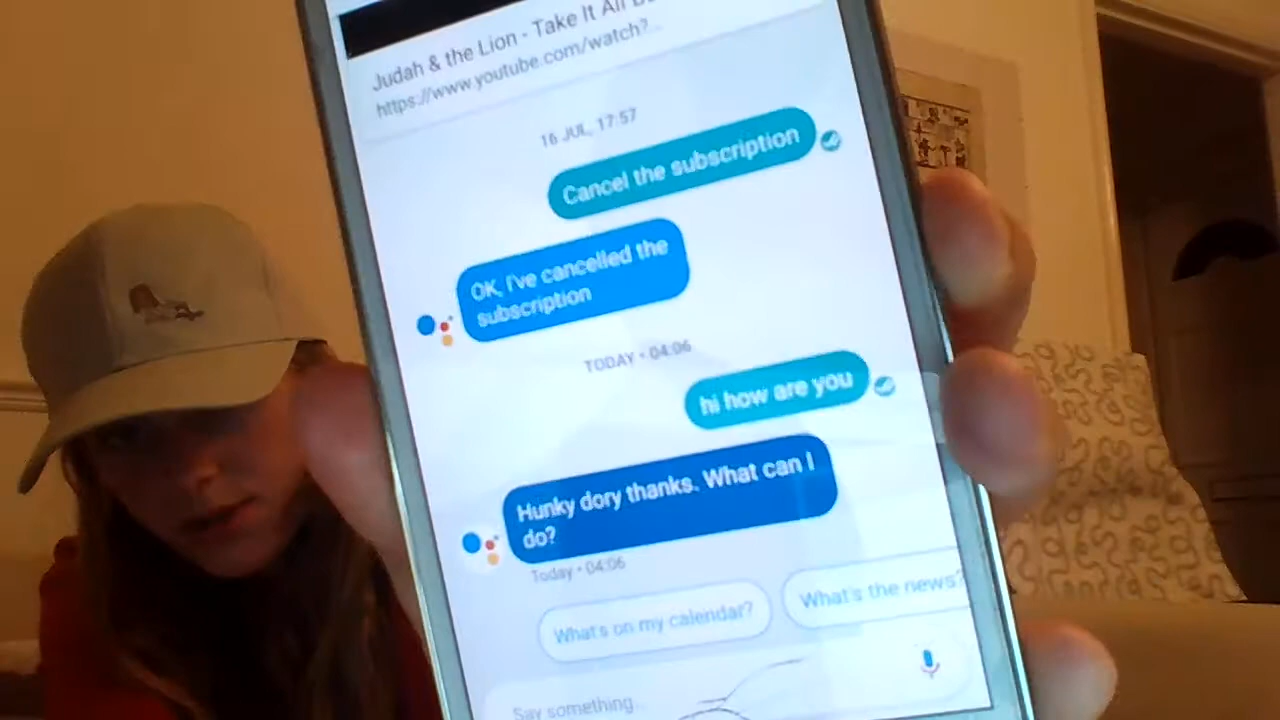 Judah & the Lion - Take It All
https://www.youtube.com/watch?...
16 JUL, 17:57
Cancel the subscription
OK, I've cancelled the
subscription
TODAY • 04:06
hi how are you
Hunky dory thanks. What can I
do?
Today • 04:06
What's on my calendar?
What's the news?
Say something